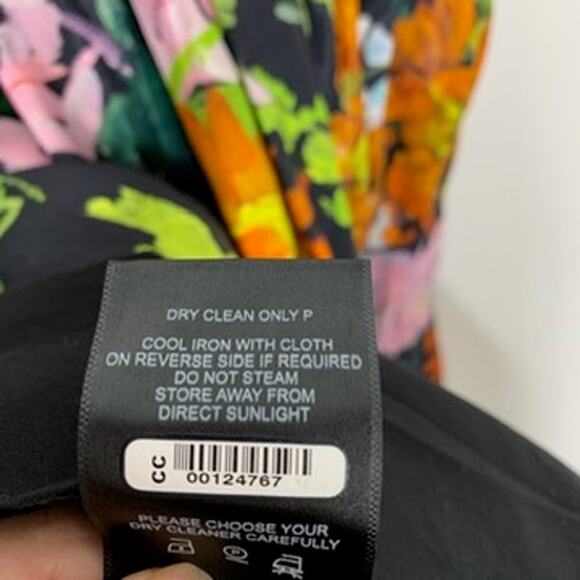 DRY CLEAN ONLY P
COOL IRON WITH CLOTH
ON REVERSE SIDE IF REQUIRED
DO NOT STEAM
STORE AWAY FROM
DIRECT SUNLIGHT
CC
00124767
PLEASE CHOOSE YOUR
DRY CLEANER CAREFULLY
P